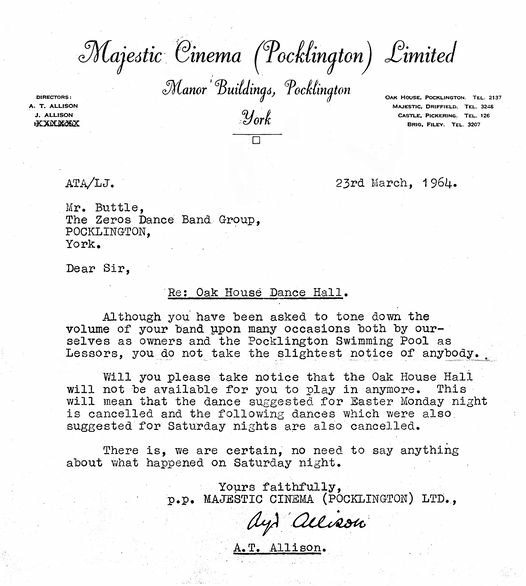 Majestic Cinema (Pocklington) Limited
Manor Buildings, Pocklington
York
DIRECTORS:
A. T. ALLISON
J. ALLISON
OAK HOUSE, POCKLINGTON. TEL. 2137
MAJESTIC, DRIFFIELD. TEL. 3245
CASTLE, PICKERING. TEL. 126
BRIG, FILEY. TEL. 3207
ATA/LJ.
23rd March, 1964.
Mr. Buttle,
The Zeros Dance Band Group,
POCKLINGTON,
York.
Dear Sir,
Re: Oak House Dance Hall.
Although you have been asked to tone down the
volume of your band upon many occasions both by our-
selves as owners and the Pocklington Swimming Pool as
Lessors, you do not take the slightest notice of anybody.
Will you please take notice that the Oak House Hall
will not be available for you to play in anymore. This
will mean that the dance suggested for Easter Monday night
is cancelled and the following dances which were also
suggested for Saturday nights are also cancelled.
There is, we are certain, no need to say anything
about what happened on Saturday night.
Yours faithfully,
p.p. MAJESTIC CINEMA (POCKLINGTON) LTD.,
Allison
A.T. Allison.